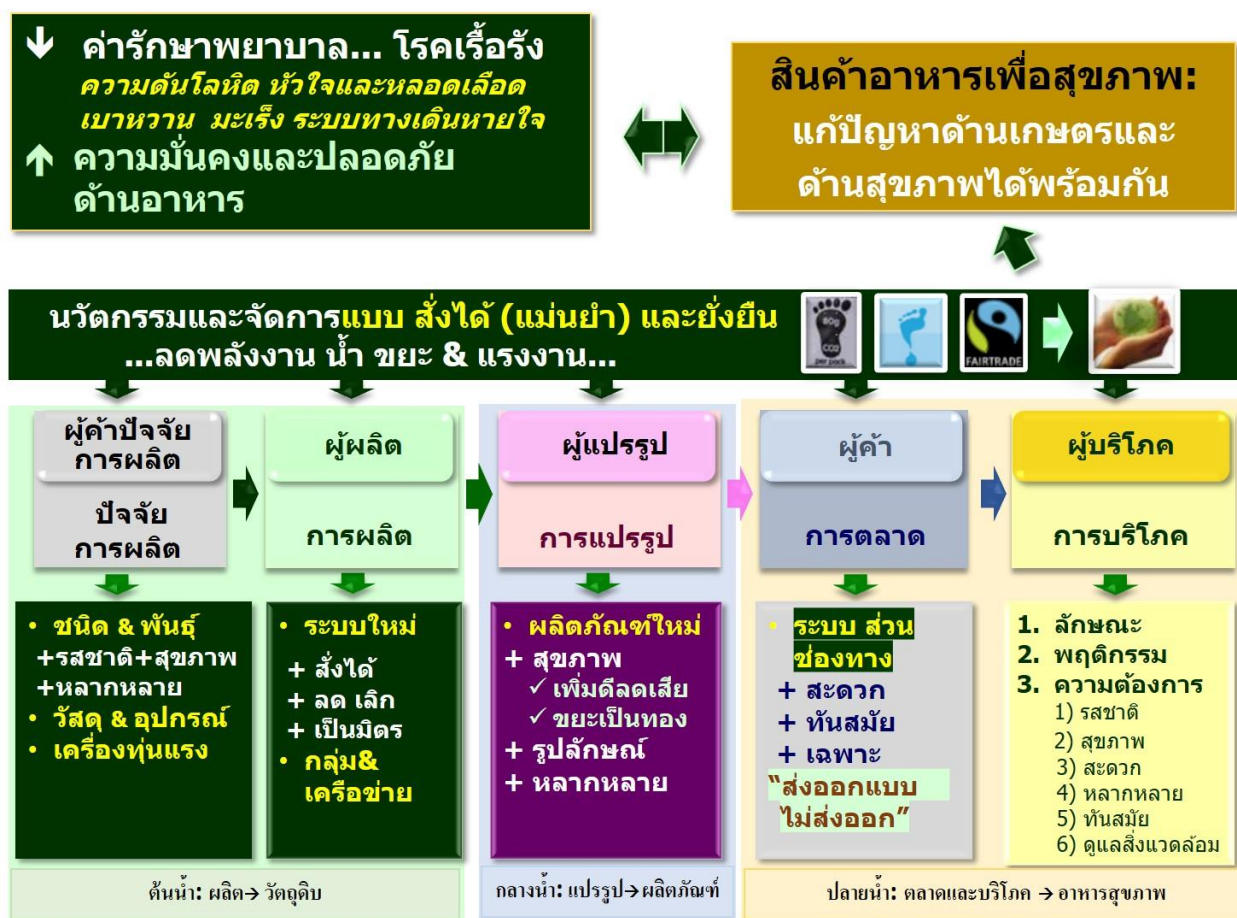 ↓ ค่ารักษาพยาบาล... โรคเรื้อรัง
ความดันโลหิต หัวใจและหลอดเลือด
เบาหวาน มะเร็ง ระบบทางเดินหายใจ
↑ ความมั่นคงและปลอดภัย
ด้านอาหาร
สินค้าอาหารเพื่อสุขภาพ:
แก้ปัญหาด้านเกษตรและ
ด้านสุขภาพได้พร้อมกัน
นวัตกรรมและจัดการแบบ สั่งได้ (แม่นยำ) และยั่งยืน
...ลดพลังงาน น้ำ ขยะ & แรงงาน...
80g
CO2
per pack
FAIRTRADE
ผู้ค้าปัจจัย
การผลิต
ปัจจัย
การผลิต
• ชนิด & พันธุ์
+รสชาติ+สุขภาพ
+หลากหลาย
• วัสดุ & อุปกรณ์
• เครื่องทุ่นแรง
ผู้ผลิต
การผลิต
• ระบบใหม่
+ สั่งได้
+ ลด เลิก
+ เป็นมิตร
• กลุ่ม&
เครือข่าย
ผู้แปรรูป
การแปรรูป
• ผลิตภัณฑ์ใหม่
+ สุขภาพ
✓ เพิ่มดีลดเสีย
✓ ขยะเป็นทอง
+ รูปลักษณ์
+ หลากหลาย
ผู้ค้า
การตลาด
• ระบบ ส่วน
ช่องทาง
+ สะดวก
+ ทันสมัย
+ เฉพาะ
“ส่งออกแบบ
ไม่ส่งออก”
ผู้บริโภค
การบริโภค
1. ลักษณะ
2. พฤติกรรม
3. ความต้องการ
1) รสชาติ
2) สุขภาพ
3) สะดวก
4) หลากหลาย
5) ทันสมัย
6) ดูแลสิ่งแวดล้อม
ต้นน้ำ: ผลิต→ วัตถุดิบ
กลางน้ำ: แปรรูป→ผลิตภัณฑ์
ปลายน้ำ: ตลาดและบริโภค → อาหารสุขภาพ